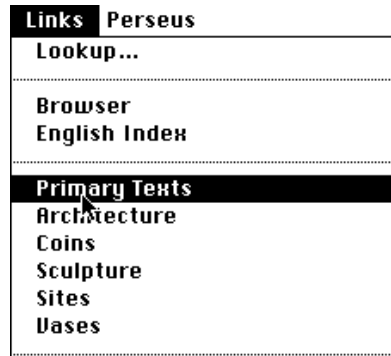 Links Perseus
Lookup...
Browser
English Index
Primary Texts
Architecture
Coins
Sculpture
Sites
Vases